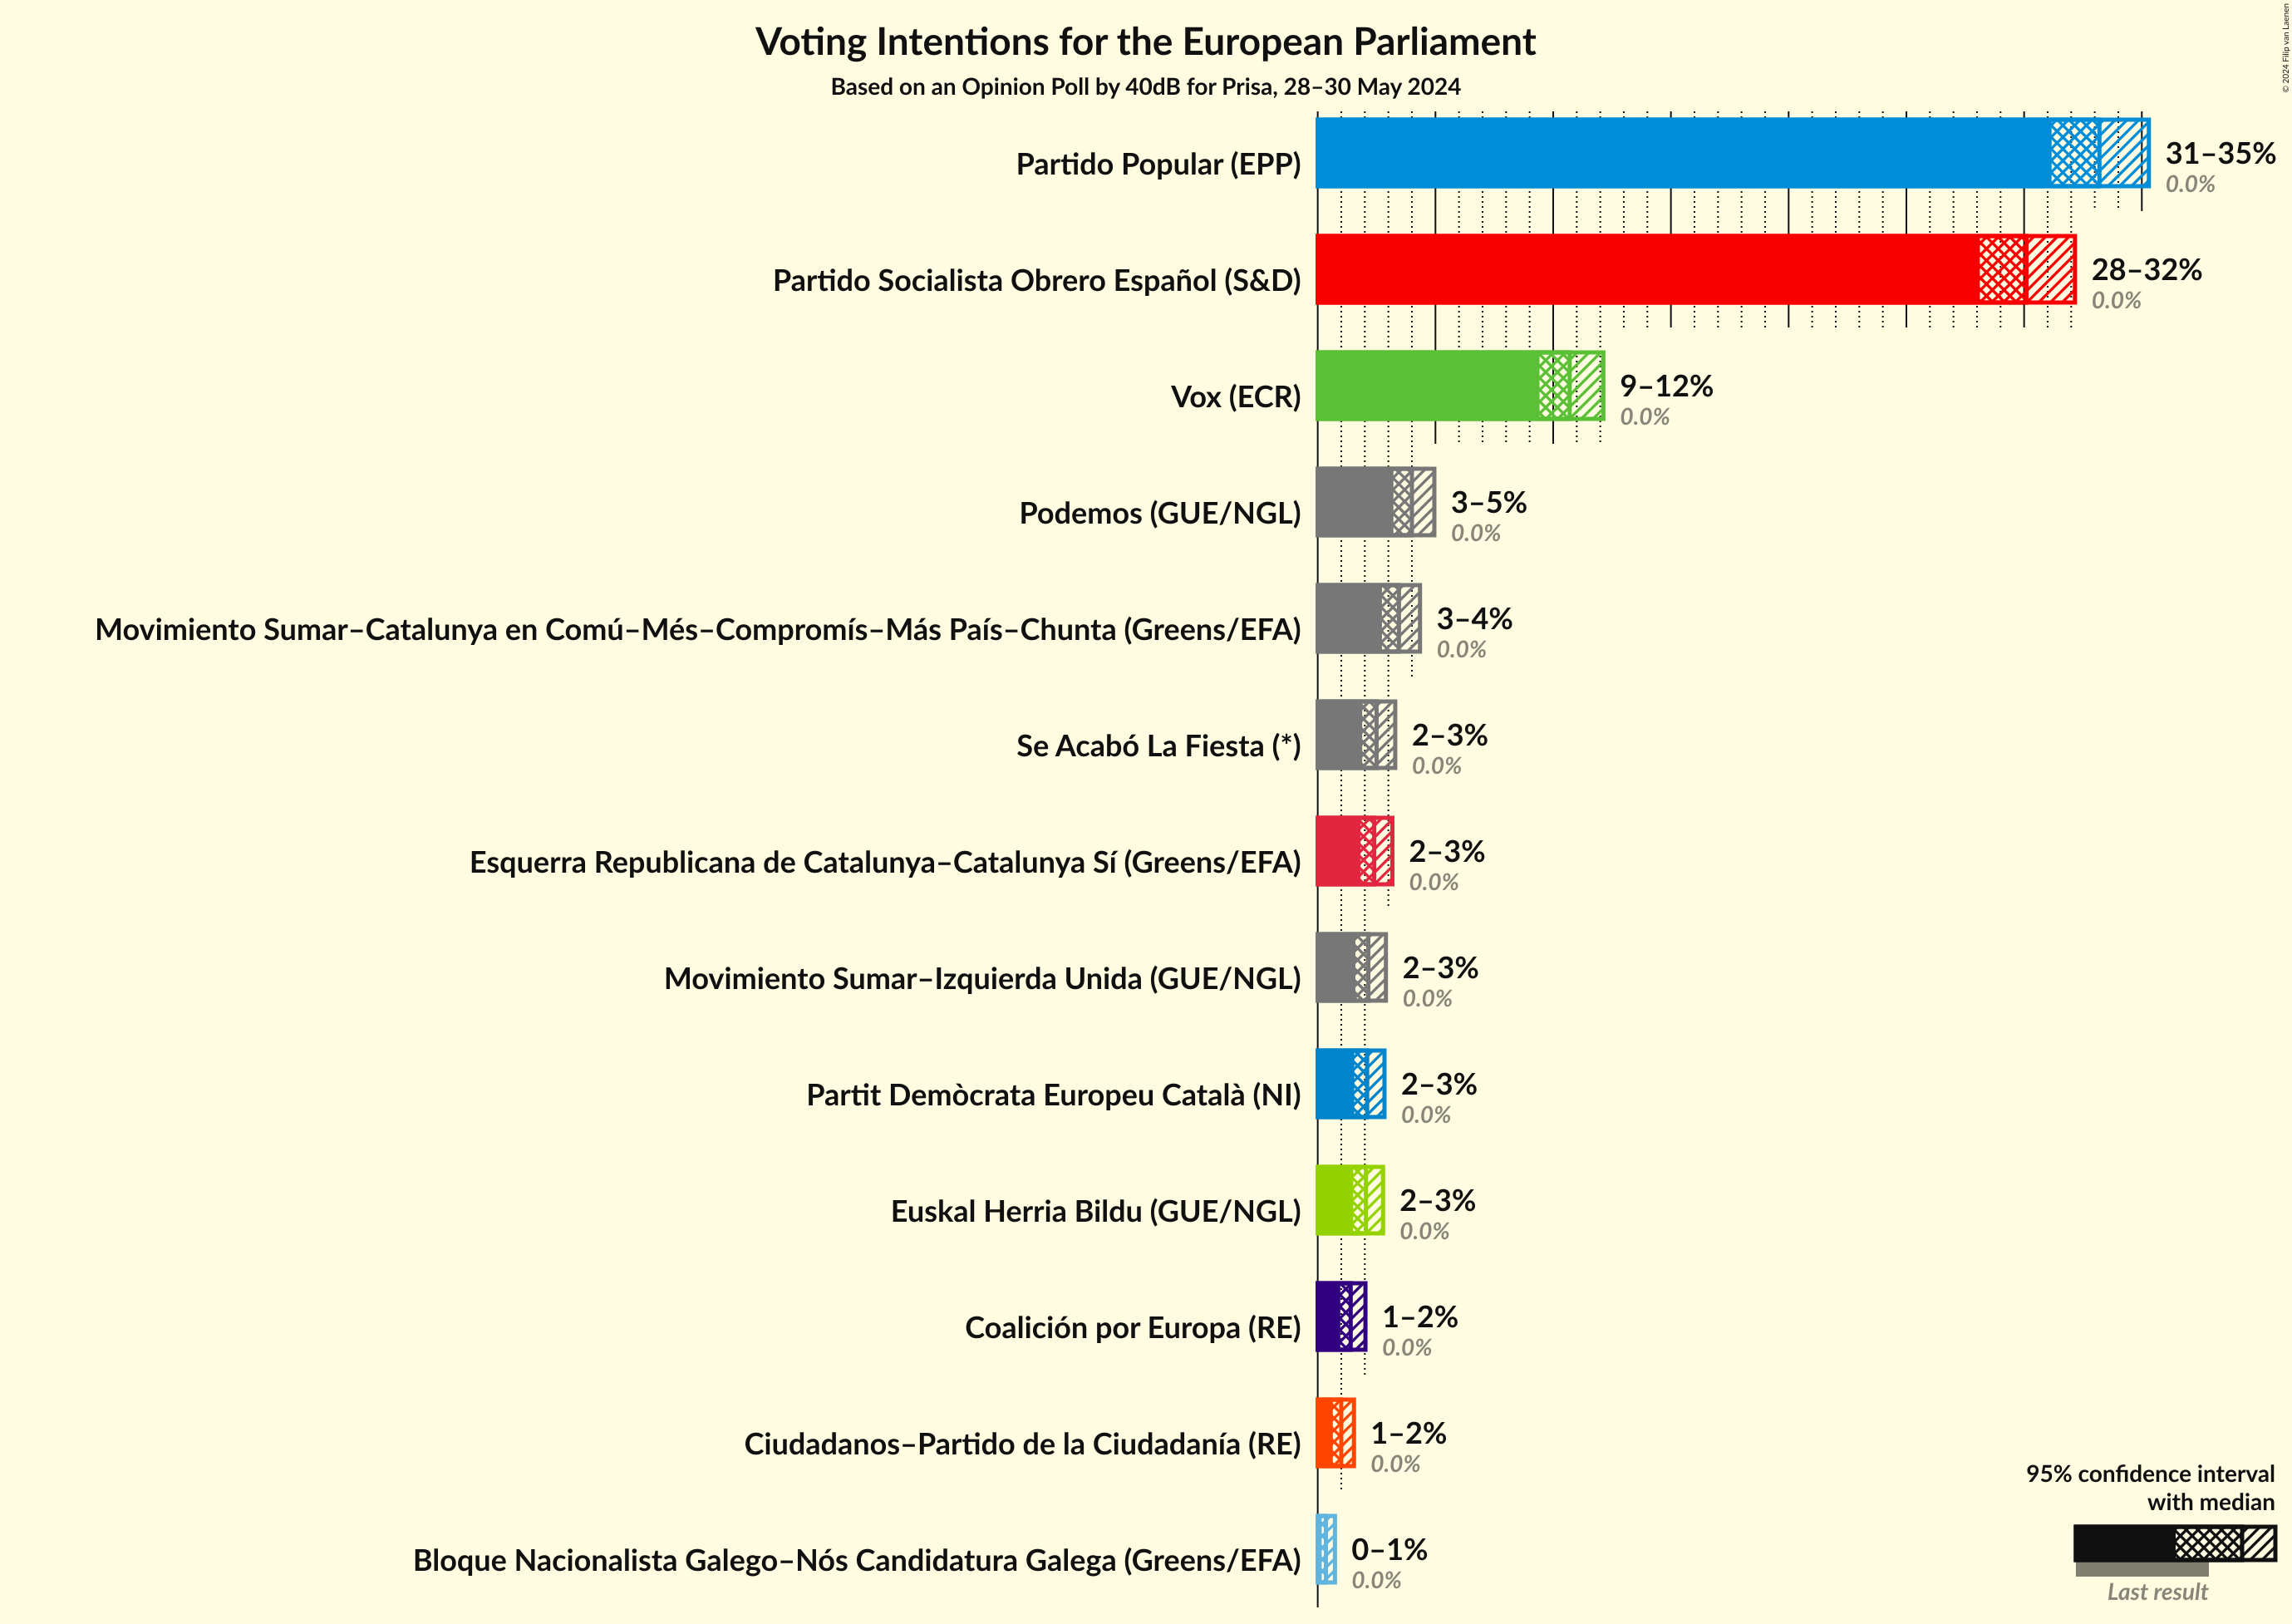 Voting Intentions for the European Parliament
Based on an Opinion Poll by 40dB for Prisa, 28–30 May 2024
© 2024 Filip van Laenen
Partido Popular (EPP)
31–35%
0.0%
Partido Socialista Obrero Español (S&D)
28–32%
0.0%
Vox (ECR)
9–12%
0.0%
Podemos (GUE/NGL)
3–5%
0.0%
Movimiento Sumar–Catalunya en Comú–Més–Compromís–Más País–Chunta (Greens/EFA)
3–4%
0.0%
Se Acabó La Fiesta (*)
2–3%
0.0%
Esquerra Republicana de Catalunya–Catalunya Sí (Greens/EFA)
2–3%
0.0%
Movimiento Sumar–Izquierda Unida (GUE/NGL)
2–3%
0.0%
Partit Demòcrata Europeu Català (NI)
2–3%
0.0%
Euskal Herria Bildu (GUE/NGL)
2–3%
0.0%
Coalición por Europa (RE)
1–2%
0.0%
Ciudadanos–Partido de la Ciudadanía (RE)
1–2%
0.0%
Bloque Nacionalista Galego–Nós Candidatura Galega (Greens/EFA)
0–1%
0.0%
95% confidence interval
with median
Last result